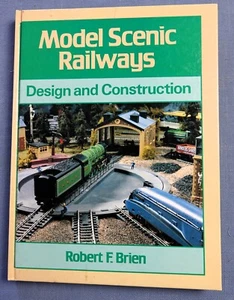 Model Scenic
Railways
Design and Construction
Robert F. Brien